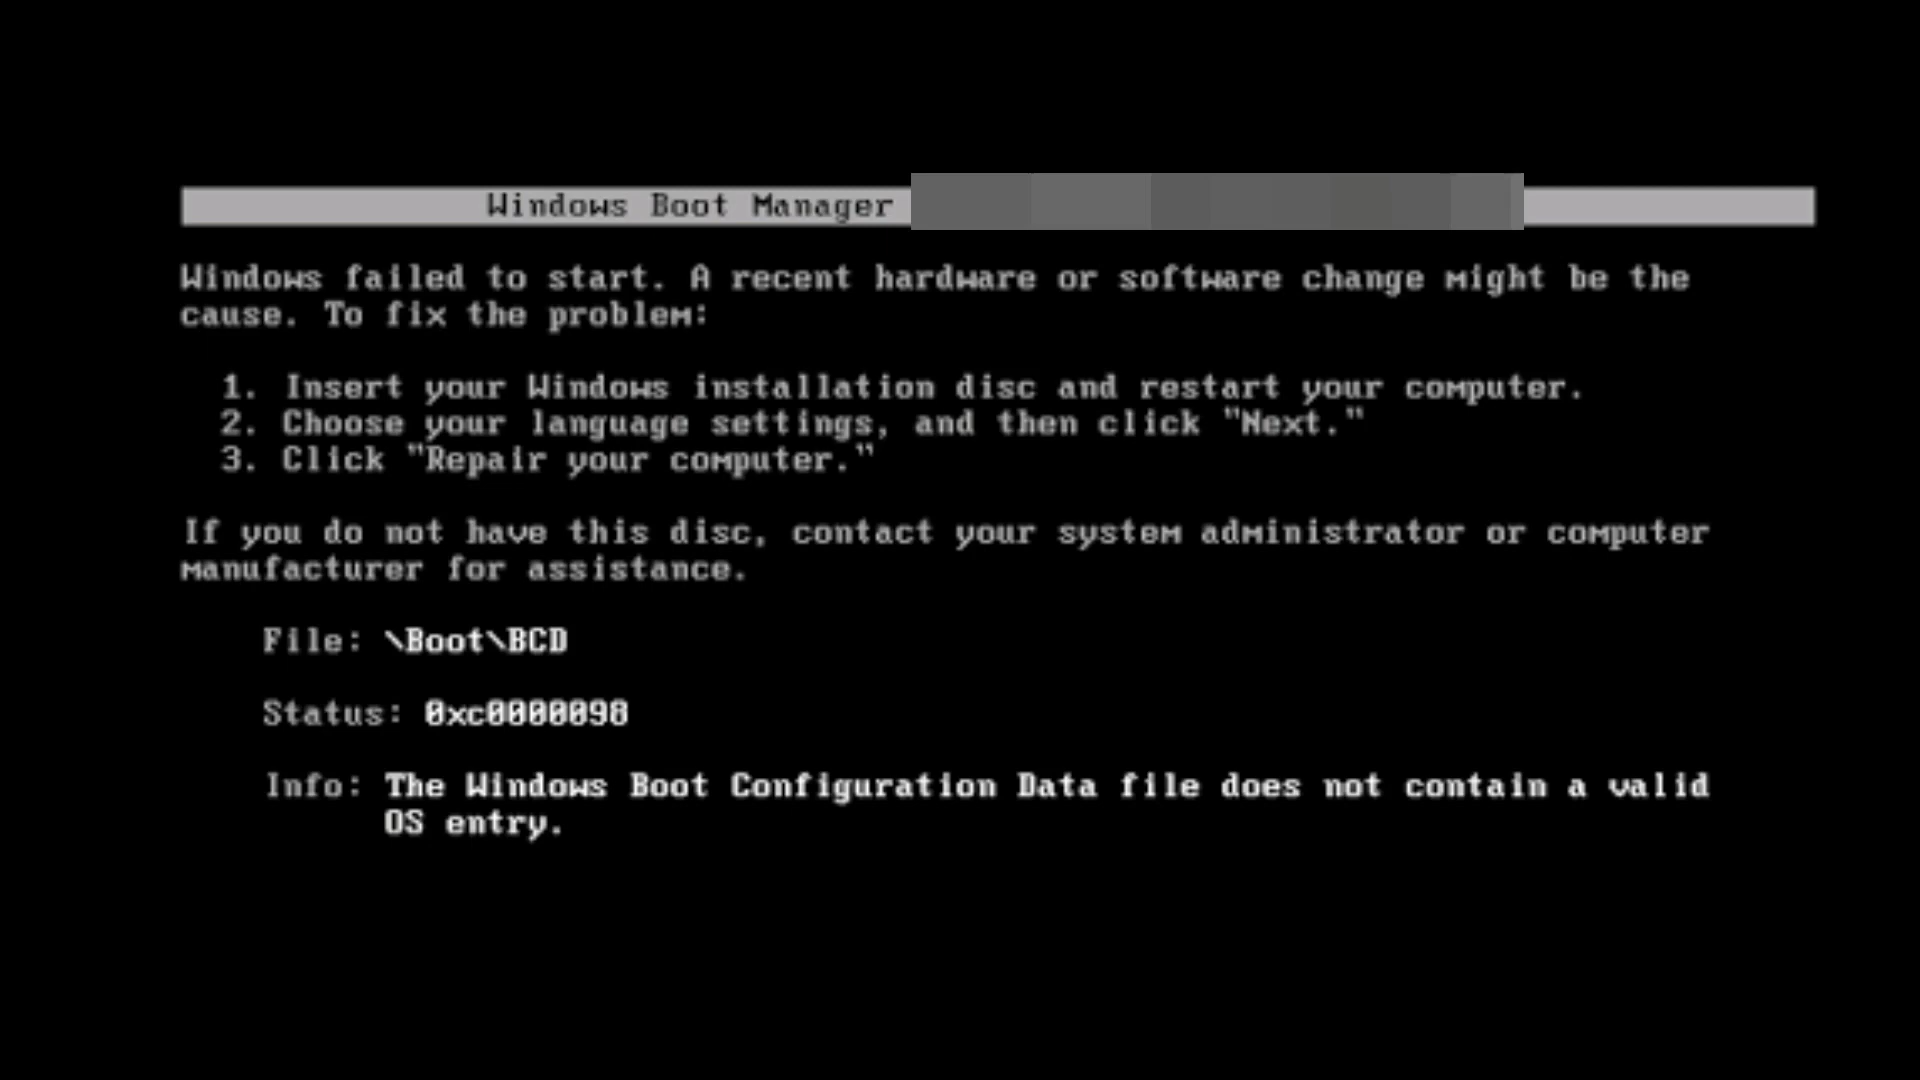 Windows Boot Manager
Windows failed to start. A recent hardware or software change might be the
cause. To fix the problem:
1. Insert your Windows installation disc and restart your computer.
2. Choose your language settings, and then click "Next."
3. Click "Repair your computer."
If you do not have this disc, contact your system administrator or computer
manufacturer for assistance.
File: \Boot\BCD
Status: 0xc0000098
Info: The Windows Boot Configuration Data file does not contain a valid
OS entry.